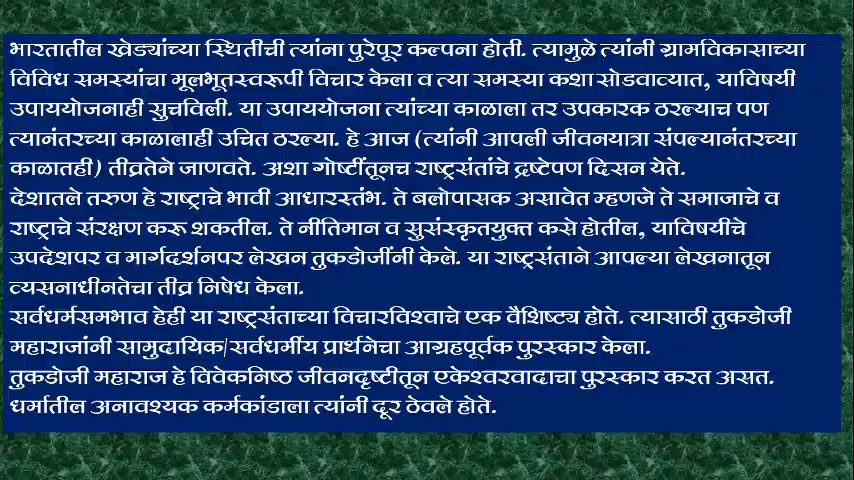 भारतातील खेड्यांच्या स्थितीची त्यांना पुरेपूर कल्पना होती. त्यामुळे त्यांनी ग्रामविकासाच्या
विविध समस्यांचा मूलभूतस्वरूपी विचार केला व त्या समस्या कशा सोडवाव्यात, याविषयी
उपाययोजनाही सुचविली. या उपाययोजना त्यांच्या काळाला तर उपकारक ठरल्याच पण
त्यानंतरच्या काळालाही उचित ठरल्या. हे आज (त्यांनी आपली जीवनयात्रा संपल्यानंतरच्या
काळातही) तीव्रतेने जाणवते. अशा गोष्टींतूनच राष्ट्रसंतांचे द्रष्टेपण दिसन येते.
देशातले तरुण हे राष्ट्राचे भावी आधारस्तंभ. ते बलोपासक असावेत म्हणजे ते समाजाचे व
राष्ट्राचे संरक्षण करू शकतील. ते नीतिमान व सुसंस्कृतयुक्त कसे होतील, याविषयीचे
उपदेशपर व मार्गदर्शनपर लेखन तुकडोजींनी केले. या राष्ट्रसंताने आपल्या लेखनातून
व्यसनाधीनतेचा तीव्र निषेध केला.
सर्वधर्मसमभाव हेही या राष्ट्रसंताच्या विचारविश्वाचे एक वैशिष्ट्य होते. त्यासाठी तुकडोजी
महाराजांनी सामुदायिक/सर्वधर्मीय प्रार्थनेचा आग्रहपूर्वक पुरस्कार केला.
तुकडोजी महाराज हे विवेकनिष्ठ जीवनदृष्टीतून एकेश्वरवादाचा पुरस्कार करत असत.
धर्मातील अनावश्यक कर्मकांडाला त्यांनी दूर ठेवले होते.